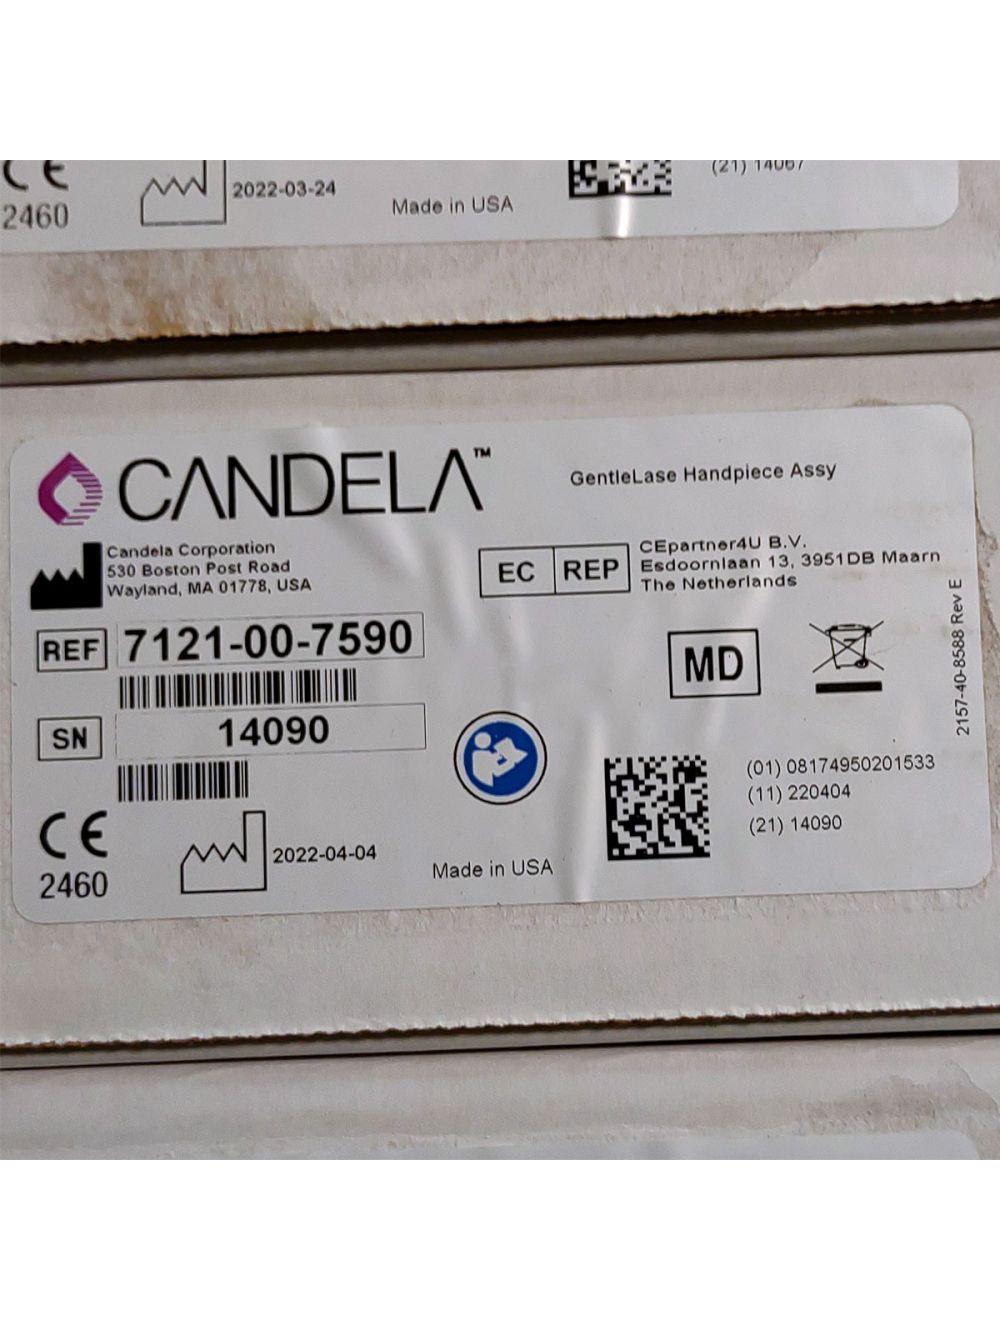 CE
2460
2022-03-24
Made in USA
(21) 14067
CANDELA™
GentleLase Handpiece Assy
Candela Corporation
530 Boston Post Road
Wayland, MA 01778, USA
EC REP
CEpartner4U B.V.
Esdoornlaan 13, 3951DB Maarn
The Netherlands
REF 7121-00-7590
MD
SN 14090
2157-40-8588 Rev E
(01) 08174950201533
(11) 220404
(21) 14090
CE
2460
2022-04-04
Made in USA